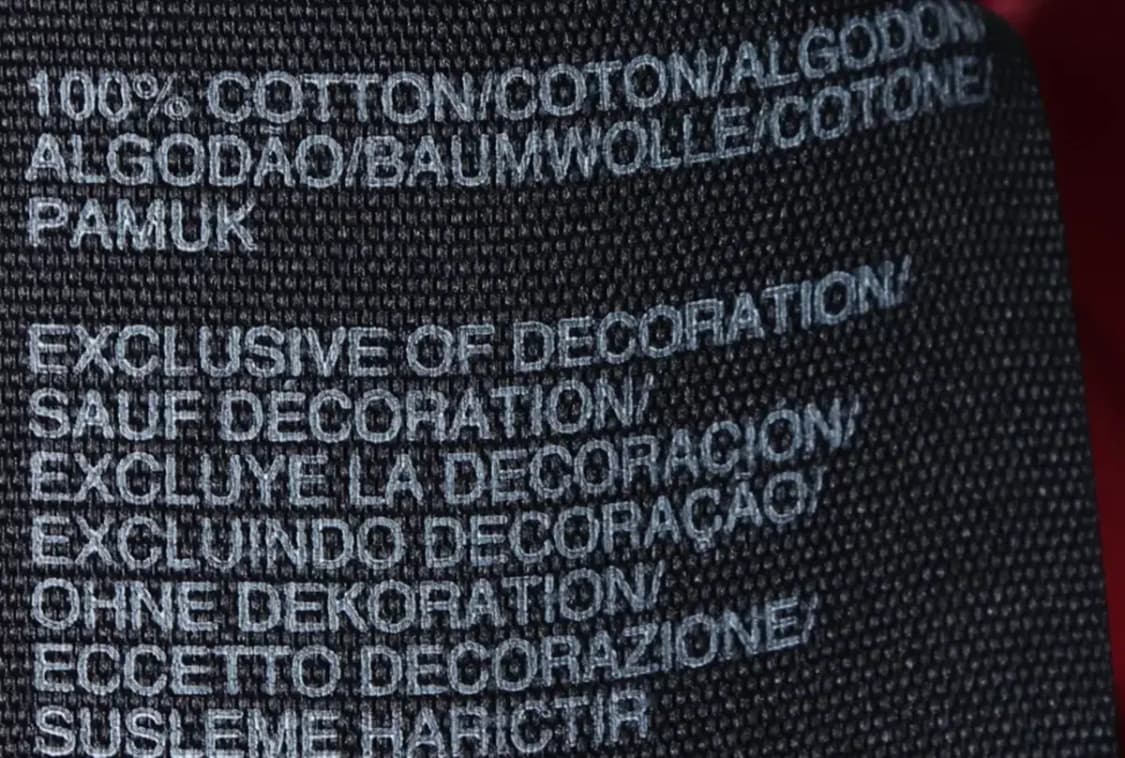 100% COTTON/COTON/ALGODON/
ALGODÃO/BAUMWOLLE/COTONE/
PAMUK
EXCLUSIVE OF DECORATION/
SAUF DÉCORATION/
EXCLUYE LA DECORACIÓN/
EXCLUINDO DECORAÇÃO/
OHNE DEKORATION/
ECCETTO DECORAZIONE/
SUSLEME HARICTIR